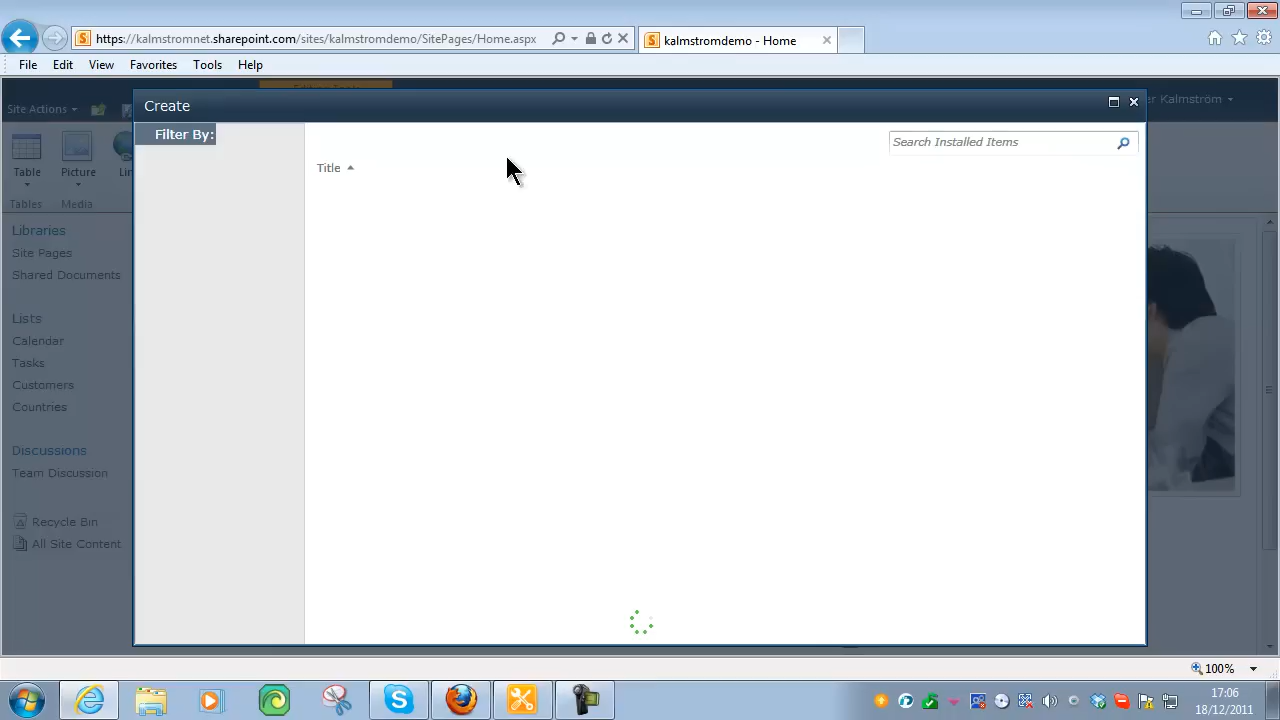 https://kalmstromnet.sharepoint.com/sites/kalmstromdemo/SitePages/Home.aspx
kalmstromdemo - Home
File Edit View Favorites Tools Help
Site Actions
Kalmström
Create
Filter By:
Search Installed Items
Title
Table
Picture
Tables
Media
Libraries
Site Pages
Shared Documents
Lists
Calendar
Tasks
Customers
Countries
Discussions
Team Discussion
Recycle Bin
All Site Content
100%
17:06
18/12/2011